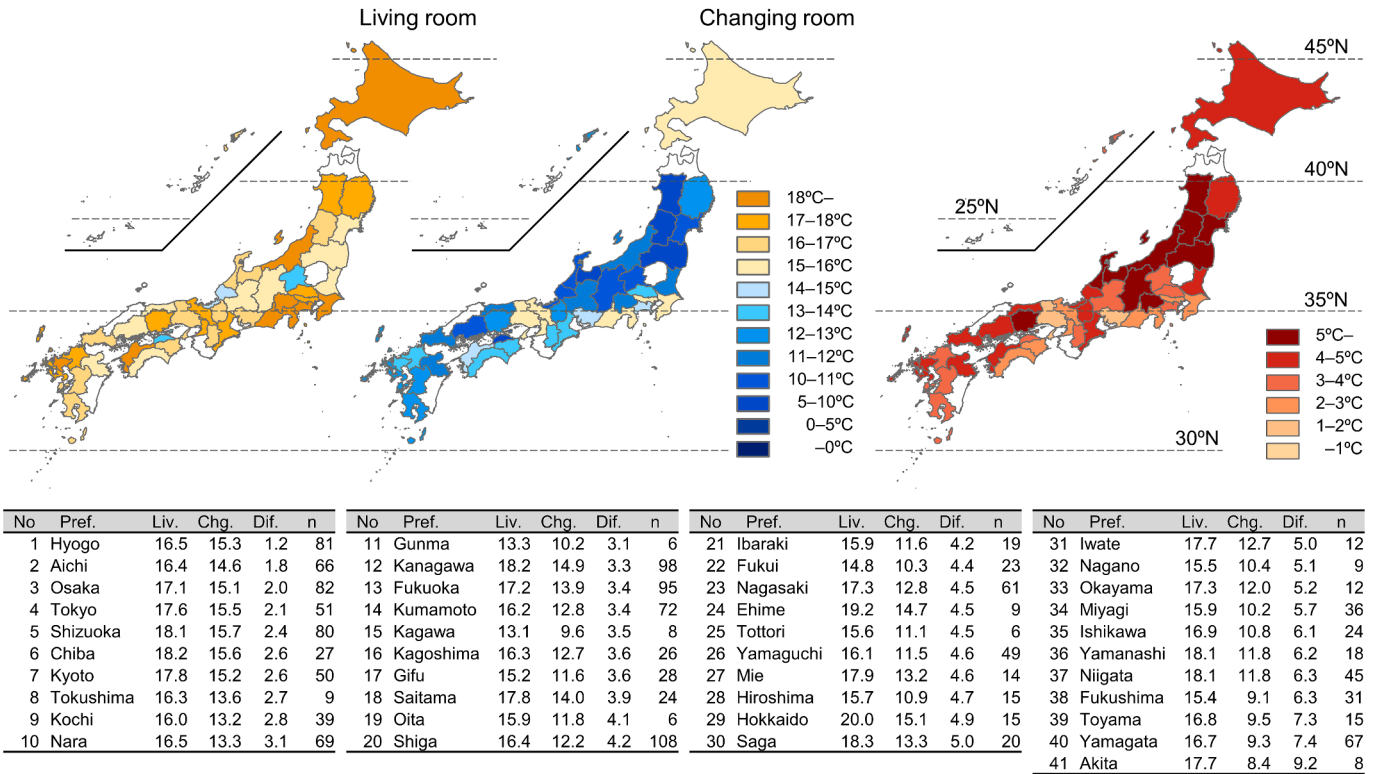 Living room
Changing room
45ºN
40ºN
25ºN
35ºN
30ºN
18ºC–
17–18ºC
16–17ºC
15–16ºC
14–15ºC
13–14ºC
12–13ºC
11–12ºC
10–11ºC
5–10ºC
0–5ºC
–0ºC
5ºC–
4–5ºC
3–4ºC
2–3ºC
1–2ºC
–1ºC
No Pref. Liv. Chg. Dif. n
1 Hyogo 16.5 15.3 1.2 81
2 Aichi 16.4 14.6 1.8 66
3 Osaka 17.1 15.1 2.0 82
4 Tokyo 17.6 15.5 2.1 51
5 Shizuoka 18.1 15.7 2.4 80
6 Chiba 18.2 15.6 2.6 27
7 Kyoto 17.8 15.2 2.6 50
8 Tokushima 16.3 13.6 2.7 9
9 Kochi 16.0 13.2 2.8 39
10 Nara 16.5 13.3 3.1 69
No Pref. Liv. Chg. Dif. n
11 Gunma 13.3 10.2 3.1 6
12 Kanagawa 18.2 14.9 3.3 98
13 Fukuoka 17.2 13.9 3.4 95
14 Kumamoto 16.2 12.8 3.4 72
15 Kagawa 13.1 9.6 3.5 8
16 Kagoshima 16.3 12.7 3.6 26
17 Gifu 15.2 11.6 3.6 28
18 Saitama 17.8 14.0 3.9 24
19 Oita 15.9 11.8 4.1 6
20 Shiga 16.4 12.2 4.2 108
No Pref. Liv. Chg. Dif. n
21 Ibaraki 15.9 11.6 4.2 19
22 Fukui 14.8 10.3 4.4 23
23 Nagasaki 17.3 12.8 4.5 61
24 Ehime 19.2 14.7 4.5 9
25 Tottori 15.6 11.1 4.5 6
26 Yamaguchi 16.1 11.5 4.6 49
27 Mie 17.9 13.2 4.6 14
28 Hiroshima 15.7 10.9 4.7 15
29 Hokkaido 20.0 15.1 4.9 15
30 Saga 18.3 13.3 5.0 20
No Pref. Liv. Chg. Dif. n
31 Iwate 17.7 12.7 5.0 12
32 Nagano 15.5 10.4 5.1 9
33 Okayama 17.3 12.0 5.2 12
34 Miyagi 15.9 10.2 5.7 36
35 Ishikawa 16.9 10.8 6.1 24
36 Yamanashi 18.1 11.8 6.2 18
37 Niigata 18.1 11.8 6.3 45
38 Fukushima 15.4 9.1 6.3 31
39 Toyama 16.8 9.5 7.3 15
40 Yamagata 16.7 9.3 7.4 67
41 Akita 17.7 8.4 9.2 8